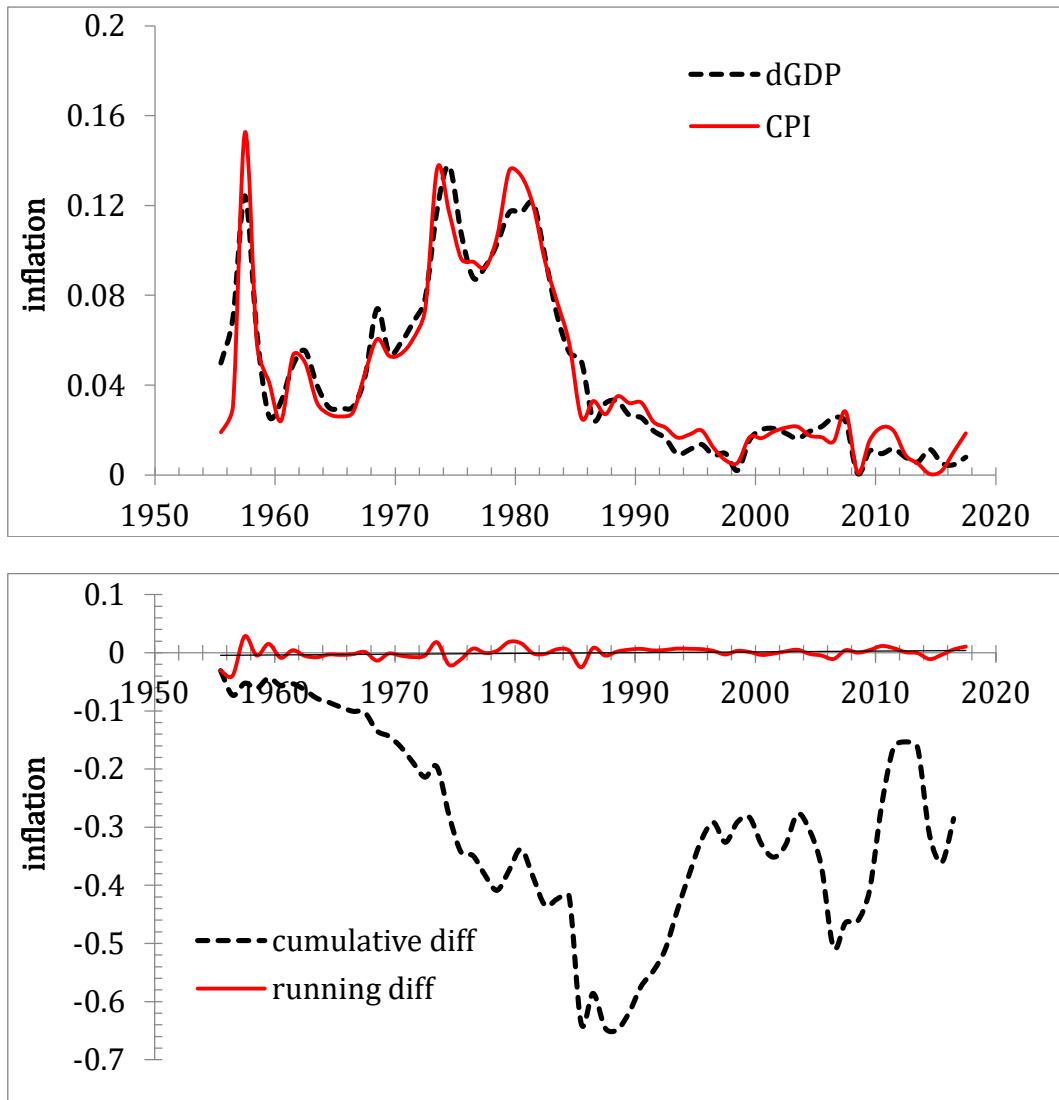 0.2
dGDP
0.16
CPI
0.12
inflation
0.08
0.04
0
1950 1960 1970 1980 1990 2000 2010 2020
0.1
0
1950 1960 1970 1980 1990 2000 2010 2020
-0.1
-0.2
-0.3
inflation
-0.4
-0.5
cumulative diff
running diff
-0.6
-0.7